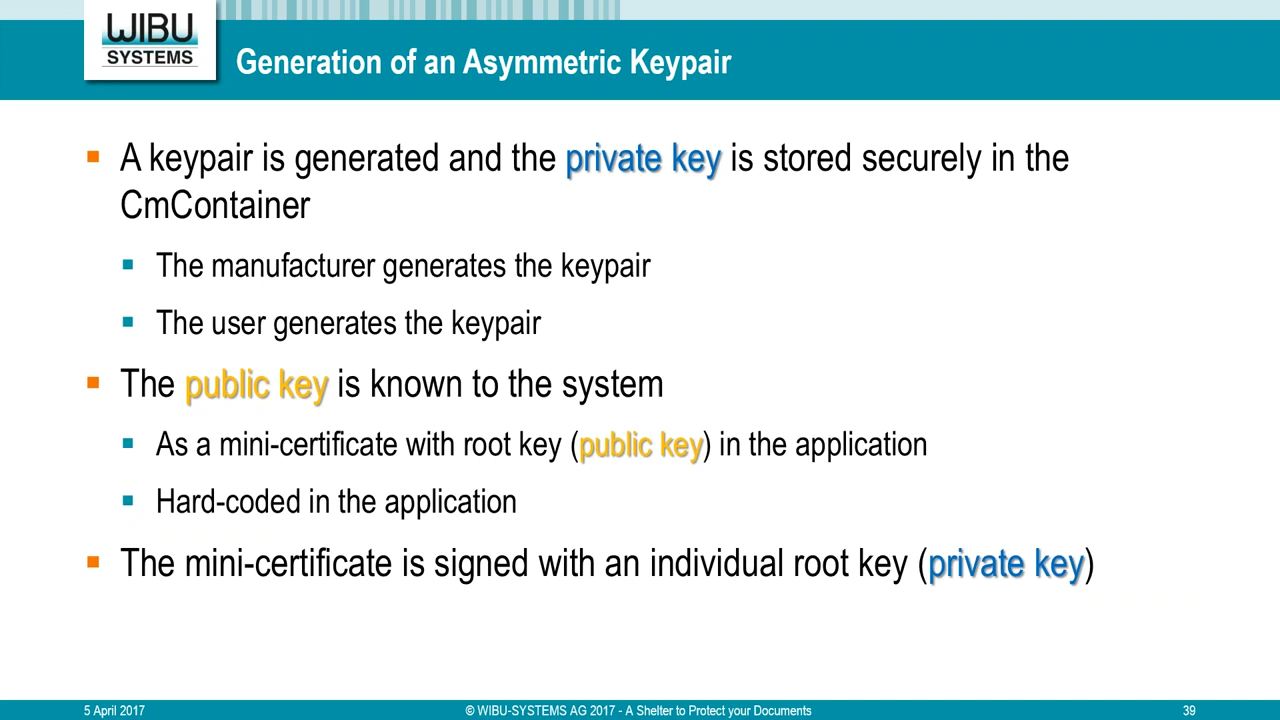 WIBU
SYSTEMS
Generation of an Asymmetric Keypair
A keypair is generated and the private key is stored securely in the
CmContainer
The manufacturer generates the keypair
The user generates the keypair
The public key is known to the system
As a mini-certificate with root key (public key) in the application
Hard-coded in the application
The mini-certificate is signed with an individual root key (private key)
5 April 2017
© WIBU-SYSTEMS AG 2017 - A Shelter to Protect your Documents
39